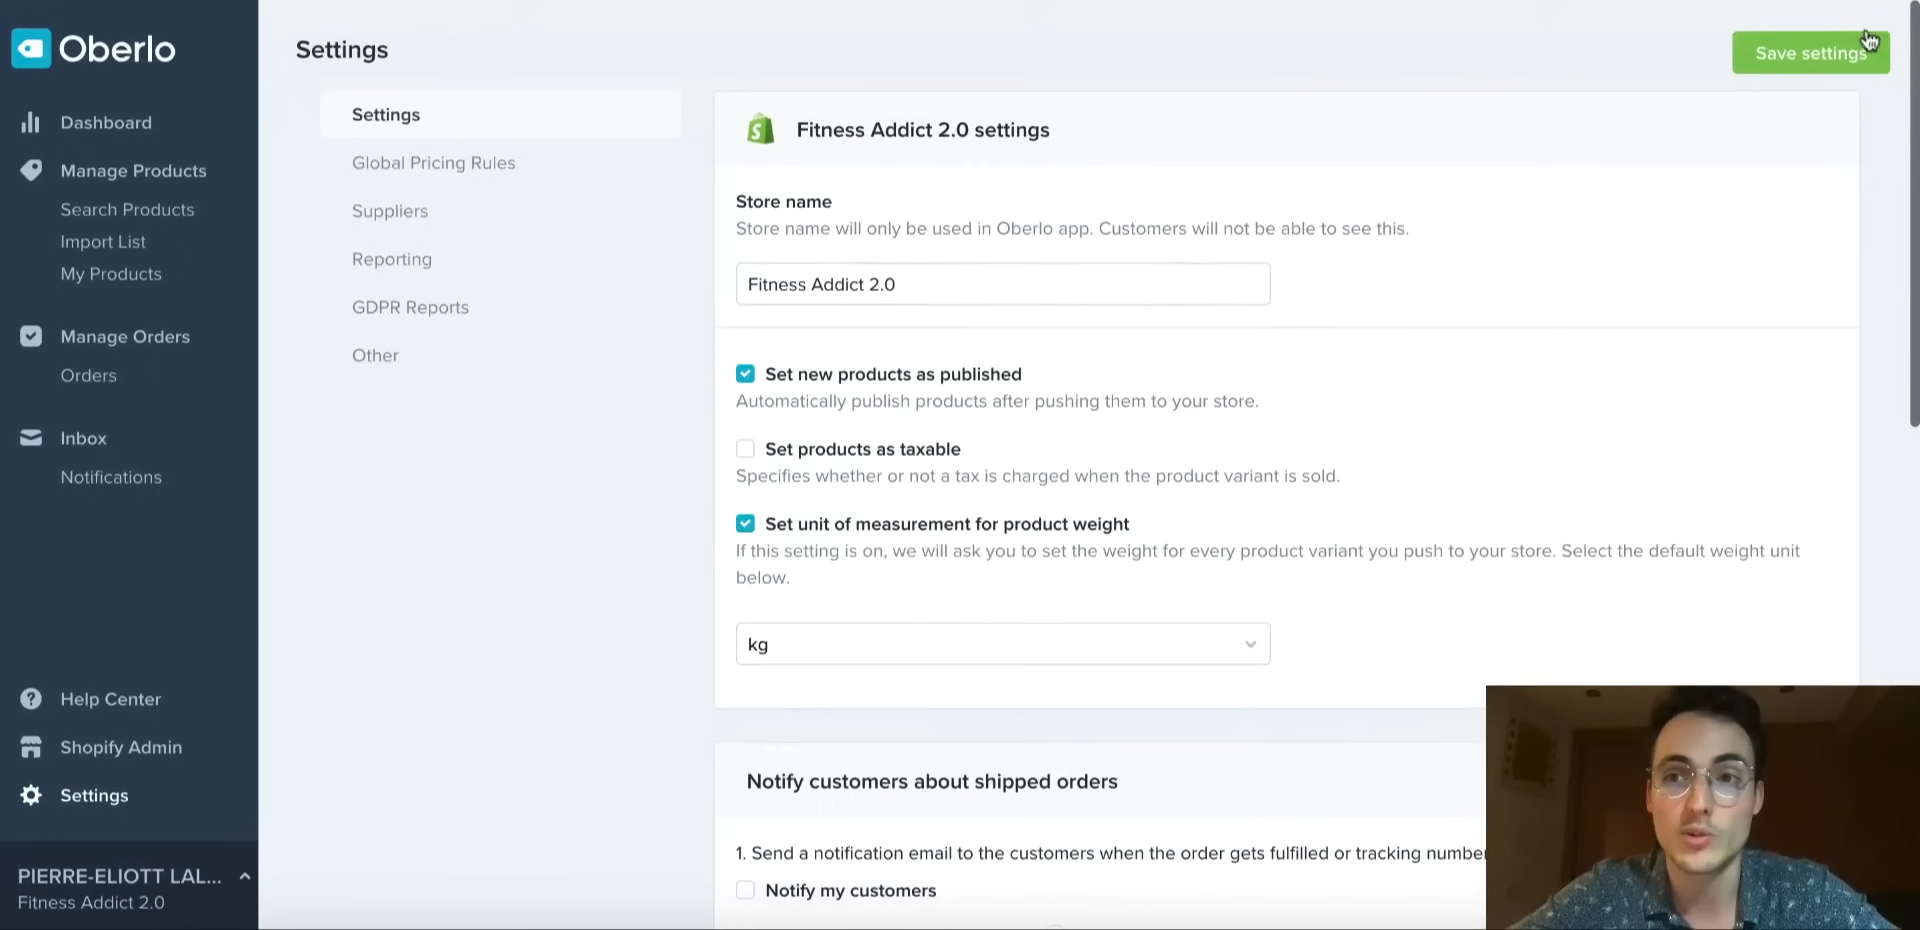 Oberlo
Dashboard
Manage Products
Search Products
Import List
My Products
Manage Orders
Orders
Inbox
Notifications
Help Center
Shopify Admin
Settings
PIERRE-ELIOTT LAL...
Fitness Addict 2.0
Settings
Save settings
Settings
Global Pricing Rules
Suppliers
Reporting
GDPR Reports
Other
Fitness Addict 2.0 settings
Store name
Store name will only be used in Oberlo app. Customers will not be able to see this.
Fitness Addict 2.0
Set new products as published
Automatically publish products after pushing them to your store.
Set products as taxable
Specifies whether or not a tax is charged when the product variant is sold.
Set unit of measurement for product weight
If this setting is on, we will ask you to set the weight for every product variant you push to your store. Select the default weight unit
below.
kg
Notify customers about shipped orders
1. Send a notification email to the customers when the order gets fulfilled or tracking number
Notify my customers